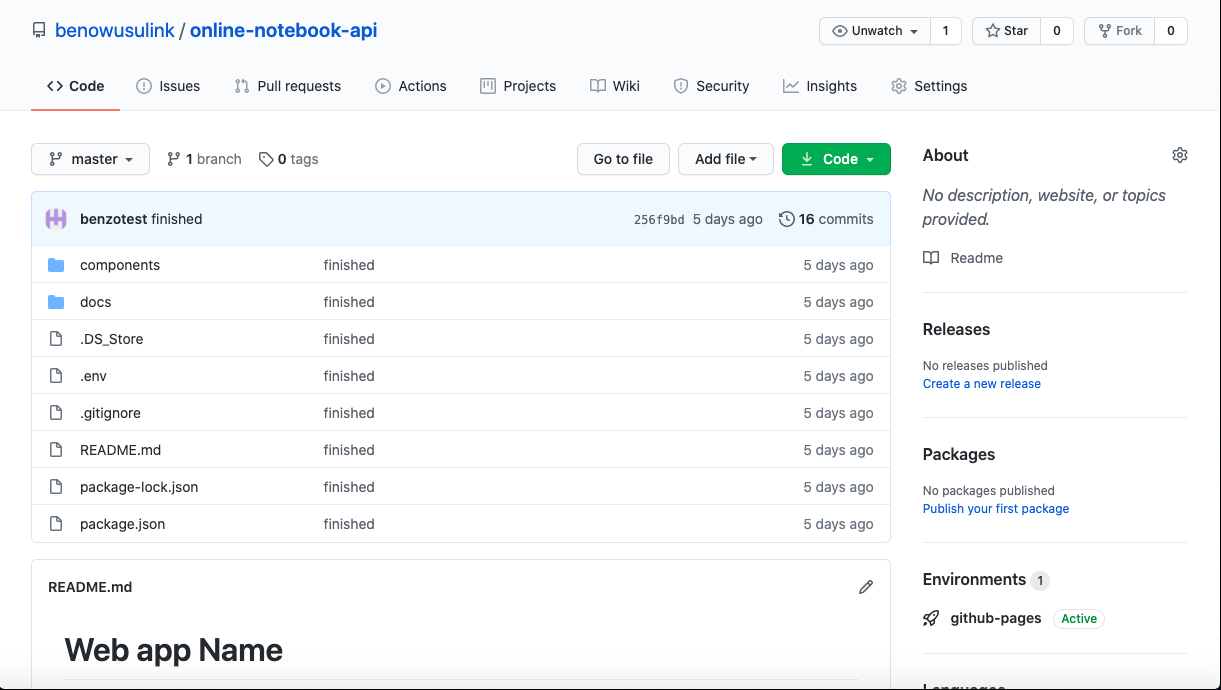 benowusulink / online-notebook-api
Unwatch 1 Star 0 Fork 0
Code Issues Pull requests Actions Projects Wiki Security Insights Settings
master 1 branch 0 tags Go to file Add file Code
benzotest finished 256f9bd 5 days ago 16 commits
components finished 5 days ago
docs finished 5 days ago
.DS_Store finished 5 days ago
.env finished 5 days ago
.gitignore finished 5 days ago
README.md finished 5 days ago
package-lock.json finished 5 days ago
package.json finished 5 days ago
README.md
Web app Name
About
No description, website, or topics
provided.
Readme
Releases
No releases published
Create a new release
Packages
No packages published
Publish your first package
Environments 1
github-pages Active
Languages